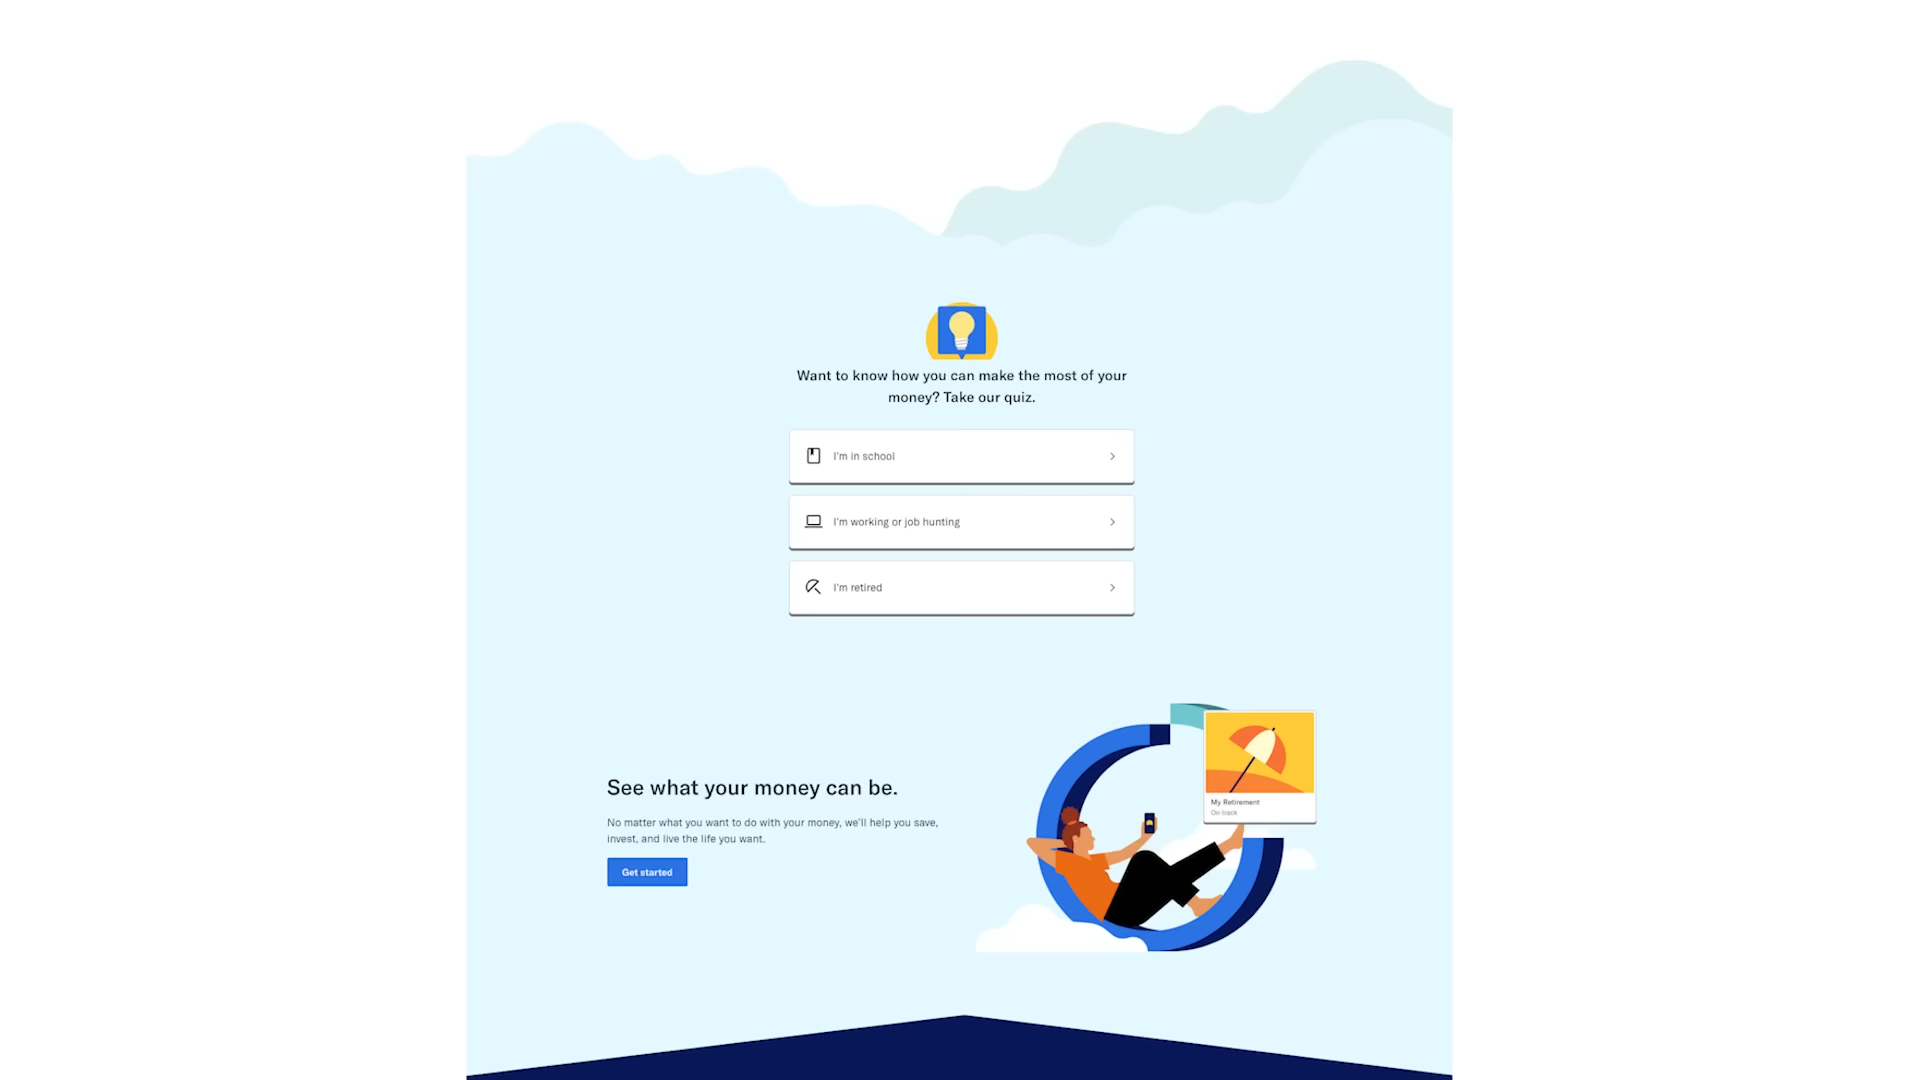 Want to know how you can make the most of your
money? Take our quiz.
I'm in school
I'm working or job hunting
I'm retired
See what your money can be.
No matter what you want to do with your money, we'll help you save,
invest, and live the life you want.
Get started
My Retirement
On track